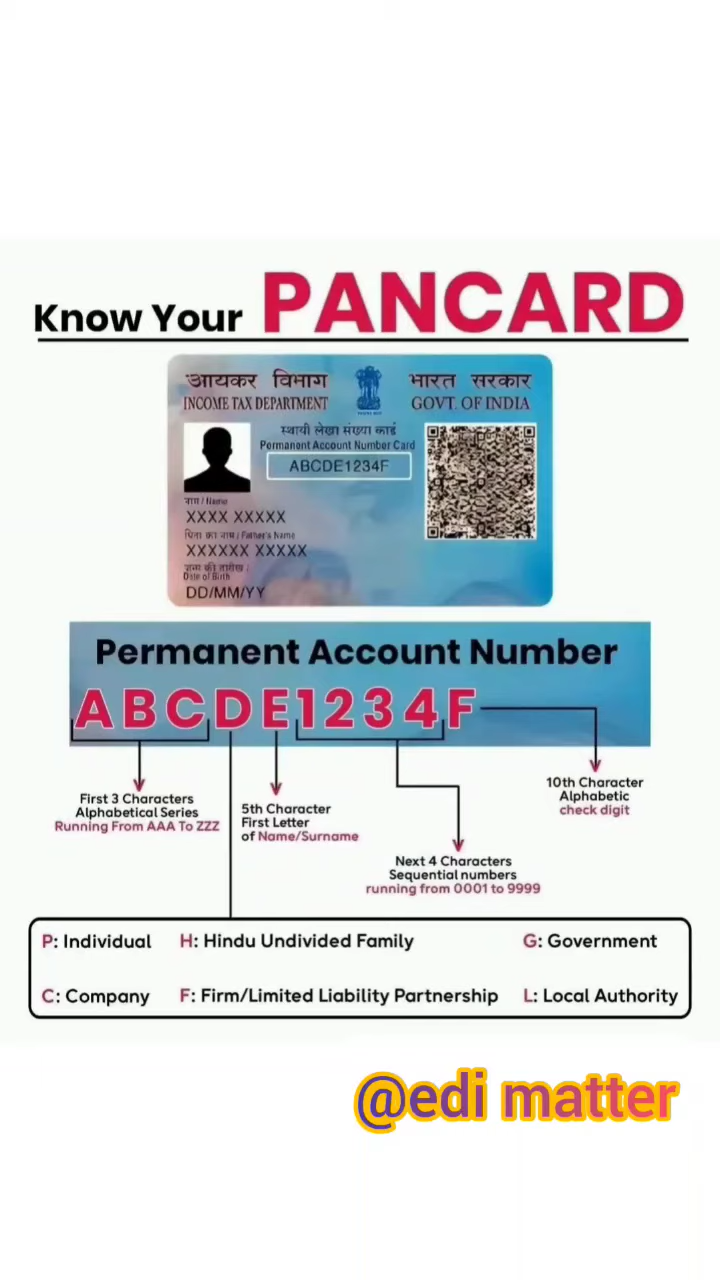 Know Your PANCARD
आयकर विभाग
भारत सरकार
INCOME TAX DEPARTMENT
GOVT. OF INDIA
स्थायी लेखा संख्या कार्ड
Permanent Account Number Card
ABCDE1234F
नाम / Name
XXXX XXXXX
पिता का नाम / Father's Name
XXXXXX XXXXX
जन्म की तारीख /
Date of Birth
DD/MM/YY
Permanent Account Number
ABCDE1234F
First 3 Characters
Alphabetical Series
Running From AAA To ZZZ
5th Character
First Letter
of Name/Surname
Next 4 Characters
Sequential numbers
running from 0001 to 9999
10th Character
Alphabetic
check digit
P: Individual H: Hindu Undivided Family G: Government
C: Company F: Firm/Limited Liability Partnership L: Local Authority
@edi matter